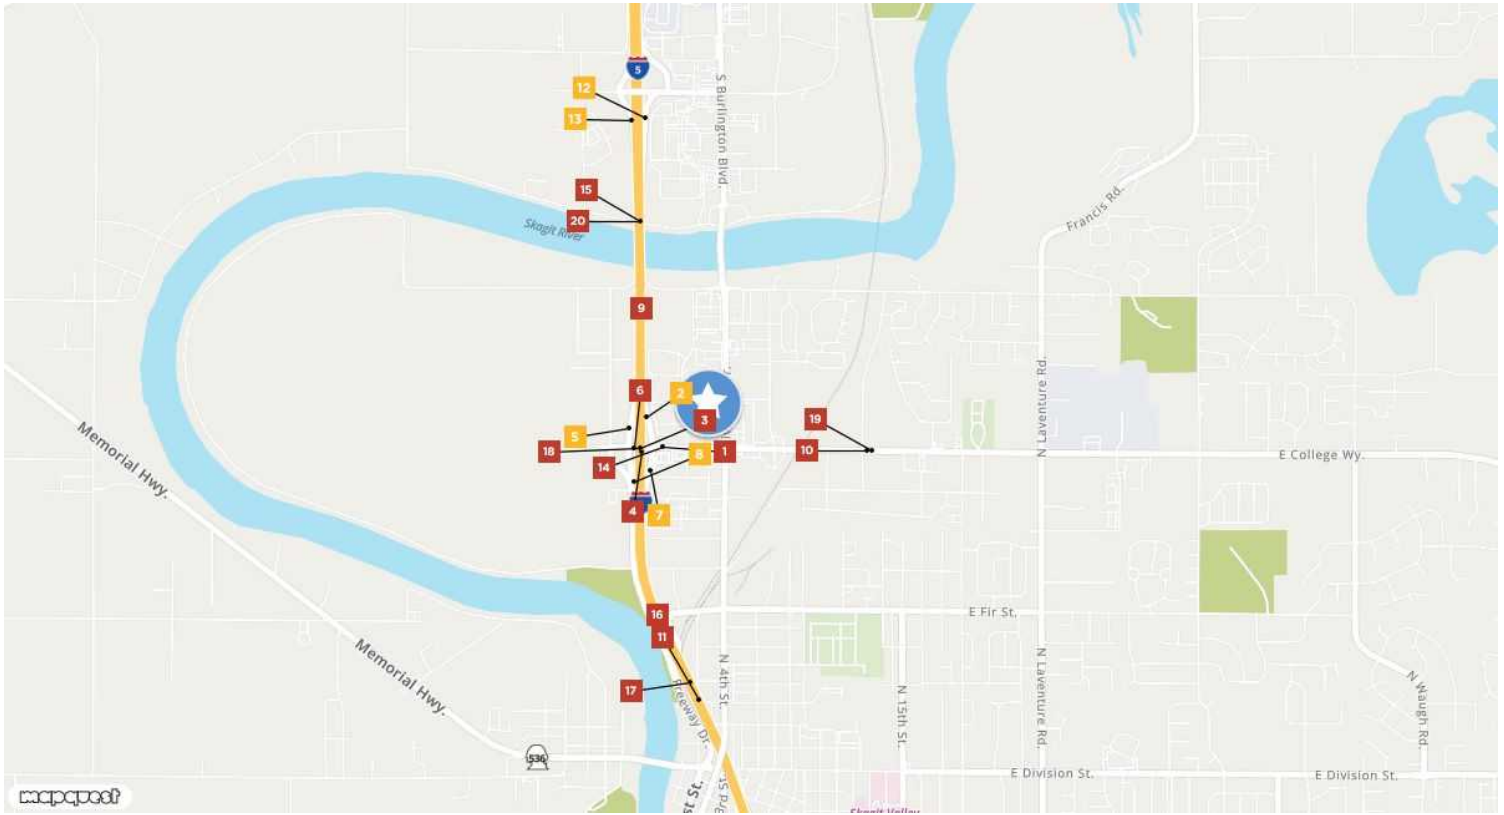 5
12
13
S Burlington Blvd.
15
20
Skagit River
Francis Rd.
9
6
2
3
5
18
14
8
1
19
10
N Laventure Rd.
E College Wy.
4
7
Memorial Hwy.
16
11
E Fir St.
17
Memorial Hwy.
Freeway Dr.
N 4th St.
N 15th St.
N Laventure Rd.
N Waugh Rd.
536
E Division St.
E Division St.
mapquest
Skagit Valley